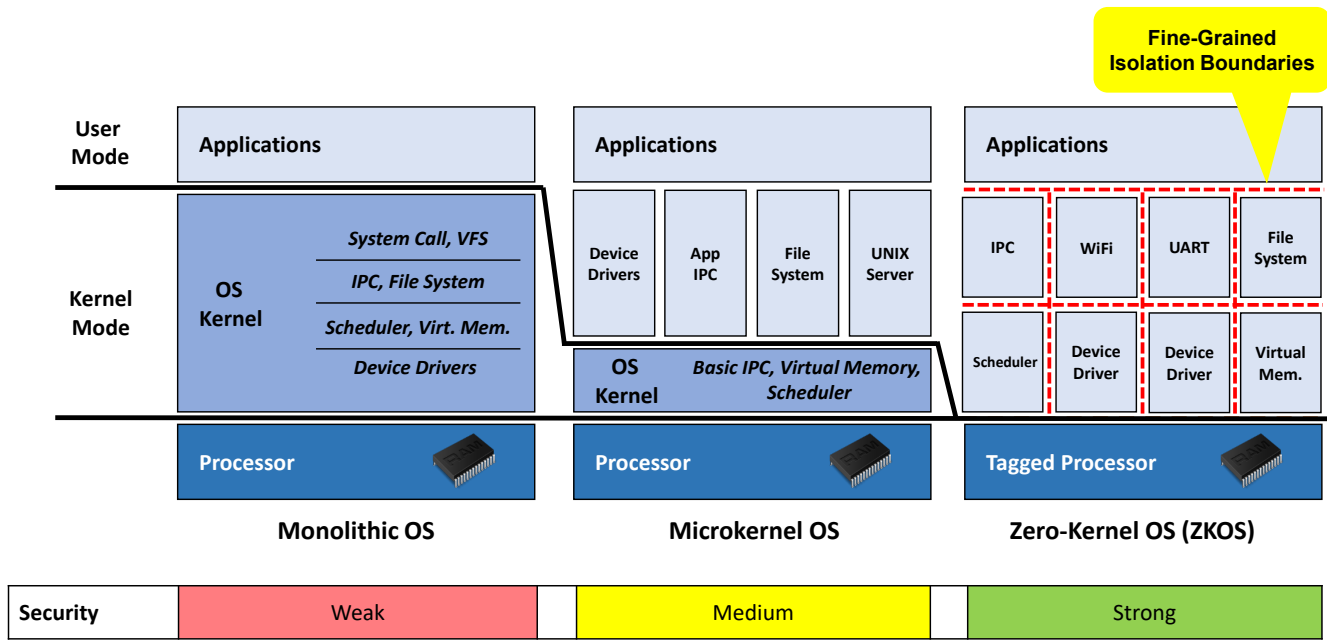 Fine-Grained
Isolation Boundaries
User
Mode
Kernel
Mode
Applications
OS
Kernel
System Call, VFS
IPC, File System
Scheduler, Virt. Mem.
Device Drivers
Processor
RAM
Monolithic OS
Applications
Device
Drivers
App
IPC
File
System
UNIX
Server
OS
Kernel
Basic IPC, Virtual Memory,
Scheduler
Processor
RAM
Microkernel OS
Applications
IPC
WiFi
UART
File
System
Scheduler
Device
Driver
Device
Driver
Virtual
Mem.
Tagged Processor
RAM
Zero-Kernel OS (ZKOS)
Security
Weak
Medium
Strong